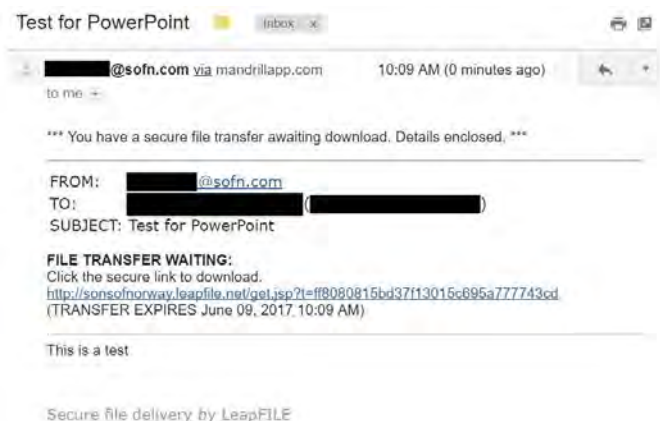 Test for PowerPoint
Inbox x
@sofn.com via mandrillapp.com 10:09 AM (0 minutes ago)
to me
*** You have a secure file transfer awaiting download. Details enclosed. ***
FROM: @sofn.com
TO: ( )
SUBJECT: Test for PowerPoint
FILE TRANSFER WAITING:
Click the secure link to download.
http://sonsofnorway.leapfile.net/get.jsp?t=ff8080815bd37f13015c695a777743cd
(TRANSFER EXPIRES June 09, 2017 10:09 AM)
This is a test
Secure file delivery by LeapFILE